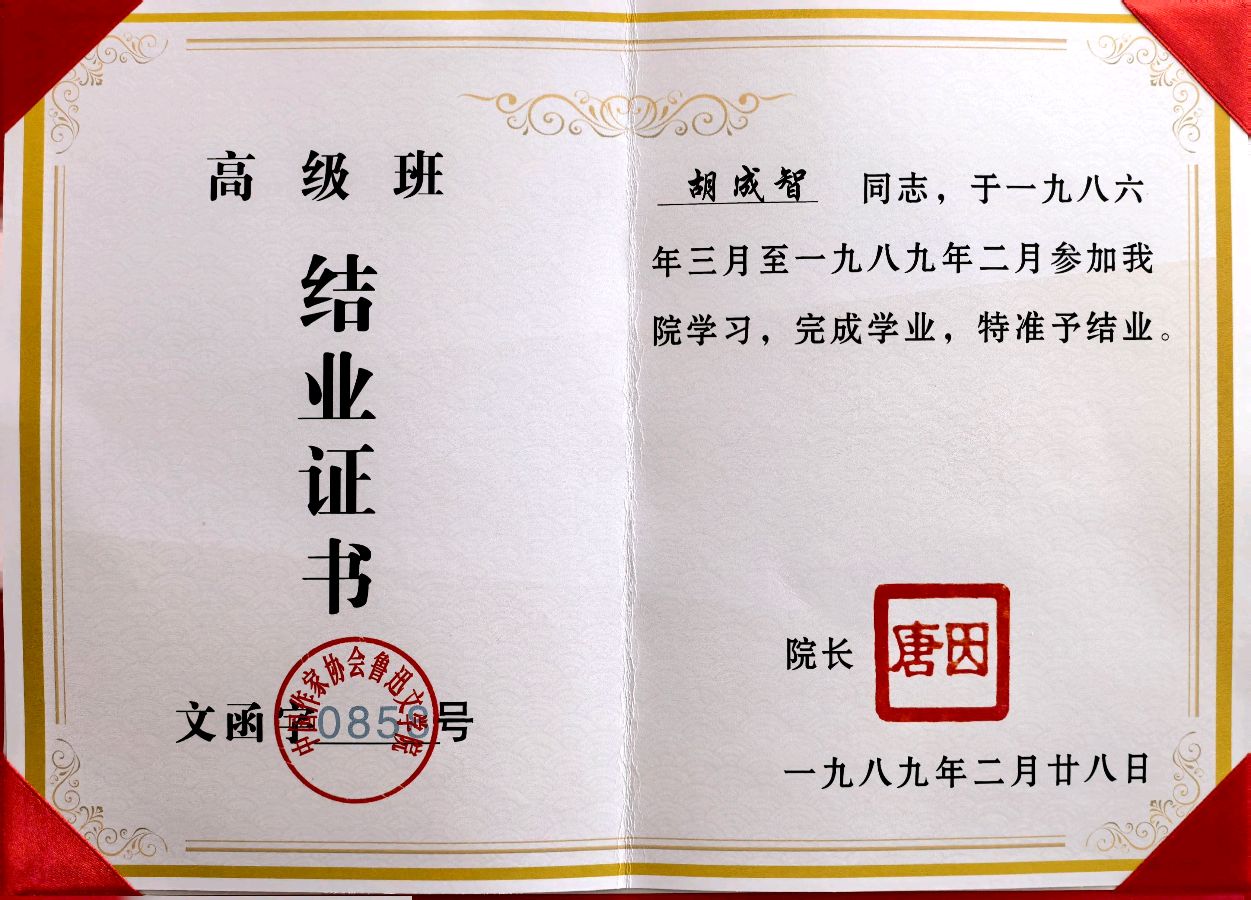 高级班
结业证书
文函字0858号
中国作家协会鲁迅文学院
胡成智 同志，于一九八六
年三月至一九八九年二月参加我
院学习，完成学业，特准予结业。
院长 唐因
一九八九年二月廿八日